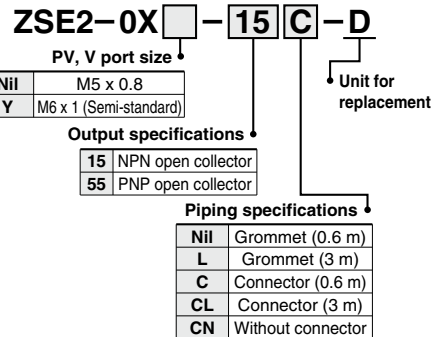 ZSE2-0X - 15 C - D
PV, V port size
Nil M5 x 0.8
Y M6 x 1 (Semi-standard)
Unit for
replacement
Output specifications
15 NPN open collector
55 PNP open collector
Piping specifications
Nil Grommet (0.6 m)
L Grommet (3 m)
C Connector (0.6 m)
CL Connector (3 m)
CN Without connector